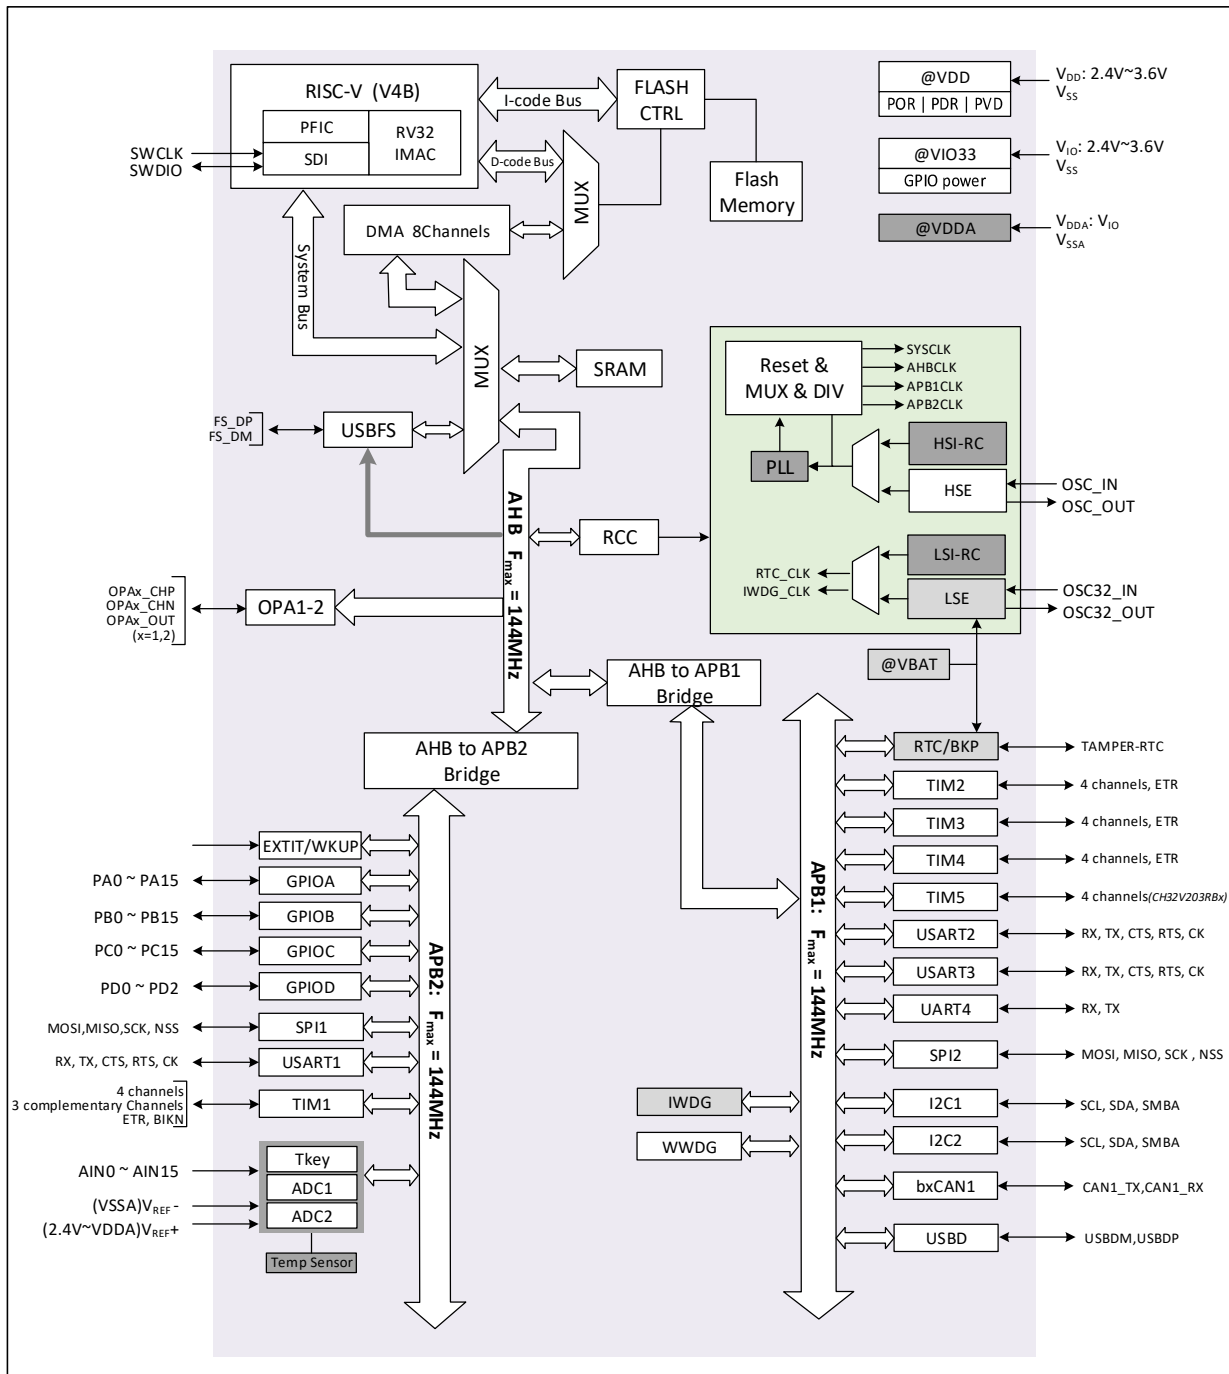 RISC-V (V4B)
PFIC
SDI
RV32
IMAC
SWCLK
SWDIO
I-code Bus
D-code Bus
System Bus
FLASH
CTRL
MUX
Flash
Memory
DMA 8Channels
MUX
SRAM
@VDD
POR | PDR | PVD
VDD: 2.4V~3.6V
VSS
@VIO33
GPIO power
VIO: 2.4V~3.6V
VSS
@VDDA
VDDA: VIO
VSSA
FS_DP
FS_DM
USBFS
Reset &
MUX & DIV
SYSCLK
AHBCLK
APB1CLK
APB2CLK
PLL
HSI-RC
HSE
OSC_IN
OSC_OUT
RCC
LSI-RC
LSE
RTC_CLK
IWDG_CLK
OSC32_IN
OSC32_OUT
AHB Fmax = 144MHz
OPAx_CHP
OPAx_CHN
OPAx_OUT
(x=1,2)
OPA1-2
@VBAT
AHB to APB1
Bridge
AHB to APB2
Bridge
APB2: Fmax = 144MHz
EXTIT/WKUP
PA0 ~ PA15
GPIOA
PB0 ~ PB15
GPIOB
PC0 ~ PC15
GPIOC
PD0 ~ PD2
GPIOD
MOSI,MISO,SCK, NSS
SPI1
RX, TX, CTS, RTS, CK
USART1
4 channels
3 complementary Channels
ETR, BIKN
TIM1
AIN0 ~ AIN15
(VSSA)VREF -
(2.4V~VDDA)VREF+
Tkey
ADC1
ADC2
Temp Sensor
APB1: Fmax = 144MHz
IWDG
WWDG
RTC/BKP
TAMPER-RTC
TIM2
4 channels, ETR
TIM3
4 channels, ETR
TIM4
4 channels, ETR
TIM5
4 channels(CH32V203RBx)
USART2
RX, TX, CTS, RTS, CK
USART3
RX, TX, CTS, RTS, CK
UART4
RX, TX
SPI2
MOSI, MISO, SCK , NSS
I2C1
SCL, SDA, SMBA
I2C2
SCL, SDA, SMBA
bxCAN1
CAN1_TX,CAN1_RX
USBD
USBDM,USBDP